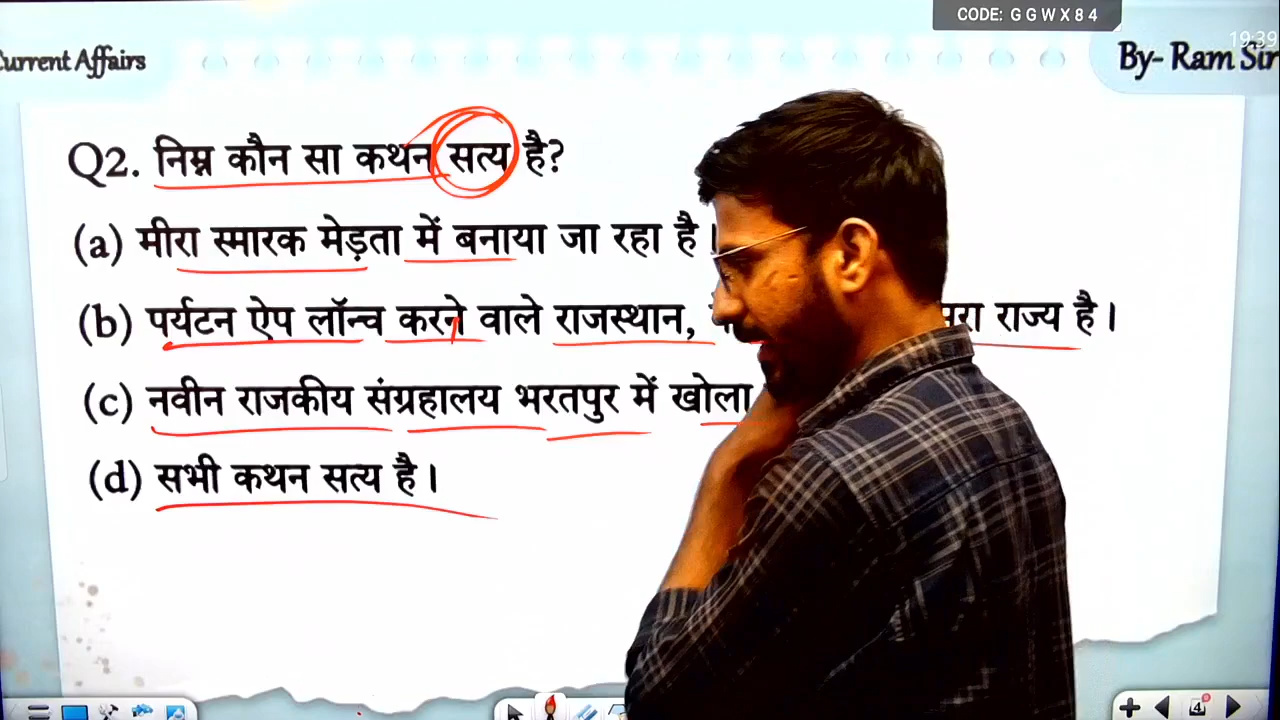 CODE: GGWX84
19:39
Current Affairs
By- Ram Sir
Q2. निम्न कौन सा कथन सत्य है?
(a) मीरा स्मारक मेड़ता में बनाया जा रहा है।
(b) पर्यटन ऐप लॉन्च करने वाले राजस्थान, राज्य है।
(c) नवीन राजकीय संग्रहालय भरतपुर में खोला
(d) सभी कथन सत्य है।
4